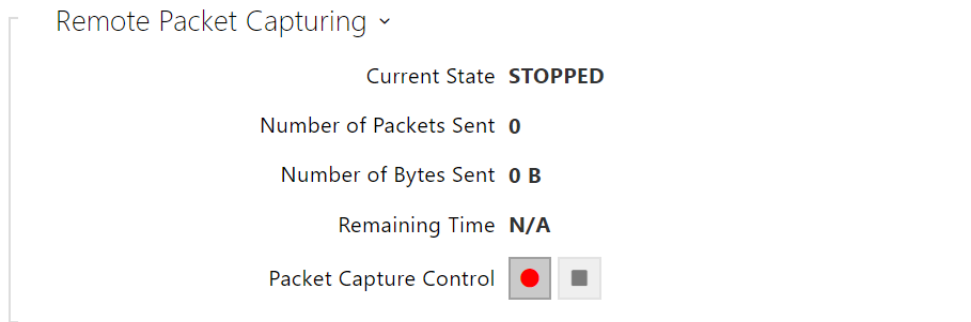 Remote Packet Capturing
Current State STOPPED
Number of Packets Sent 0
Number of Bytes Sent 0 B
Remaining Time N/A
Packet Capture Control